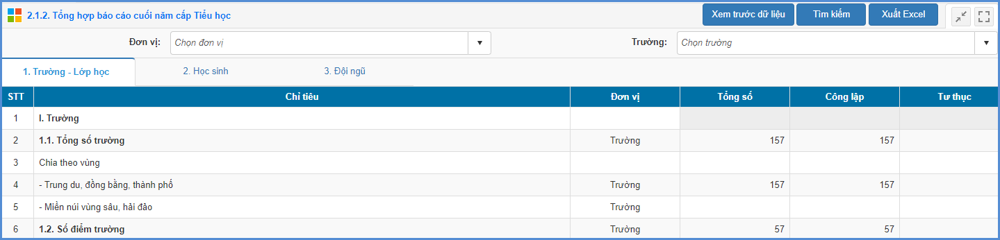 2.1.2. Tổng hợp báo cáo cuối năm cấp Tiểu học Xem trước dữ liệu Tìm kiếm Xuất Excel
Đơn vị: Chọn đơn vị Trường: Chọn trường
1. Trường - Lớp học 2. Học sinh 3. Đội ngũ
STT Chỉ tiêu Đơn vị Tổng số Công lập Tư thục
1 I. Trường
2 1.1. Tổng số trường Trường 157 157
3 Chia theo vùng
4 - Trung du, đồng bằng, thành phố Trường 157 157
5 - Miền núi vùng sâu, hải đảo Trường
6 1.2. Số điểm trường Trường 57 57